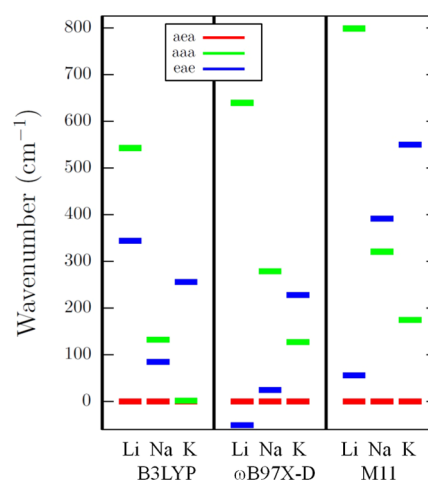 800
700
600
500
400
300
200
100
0
Wavenumber (cm⁻¹)
aea
aaa
eae
Li Na K Li Na K Li Na K
B3LYP ωB97X-D M11